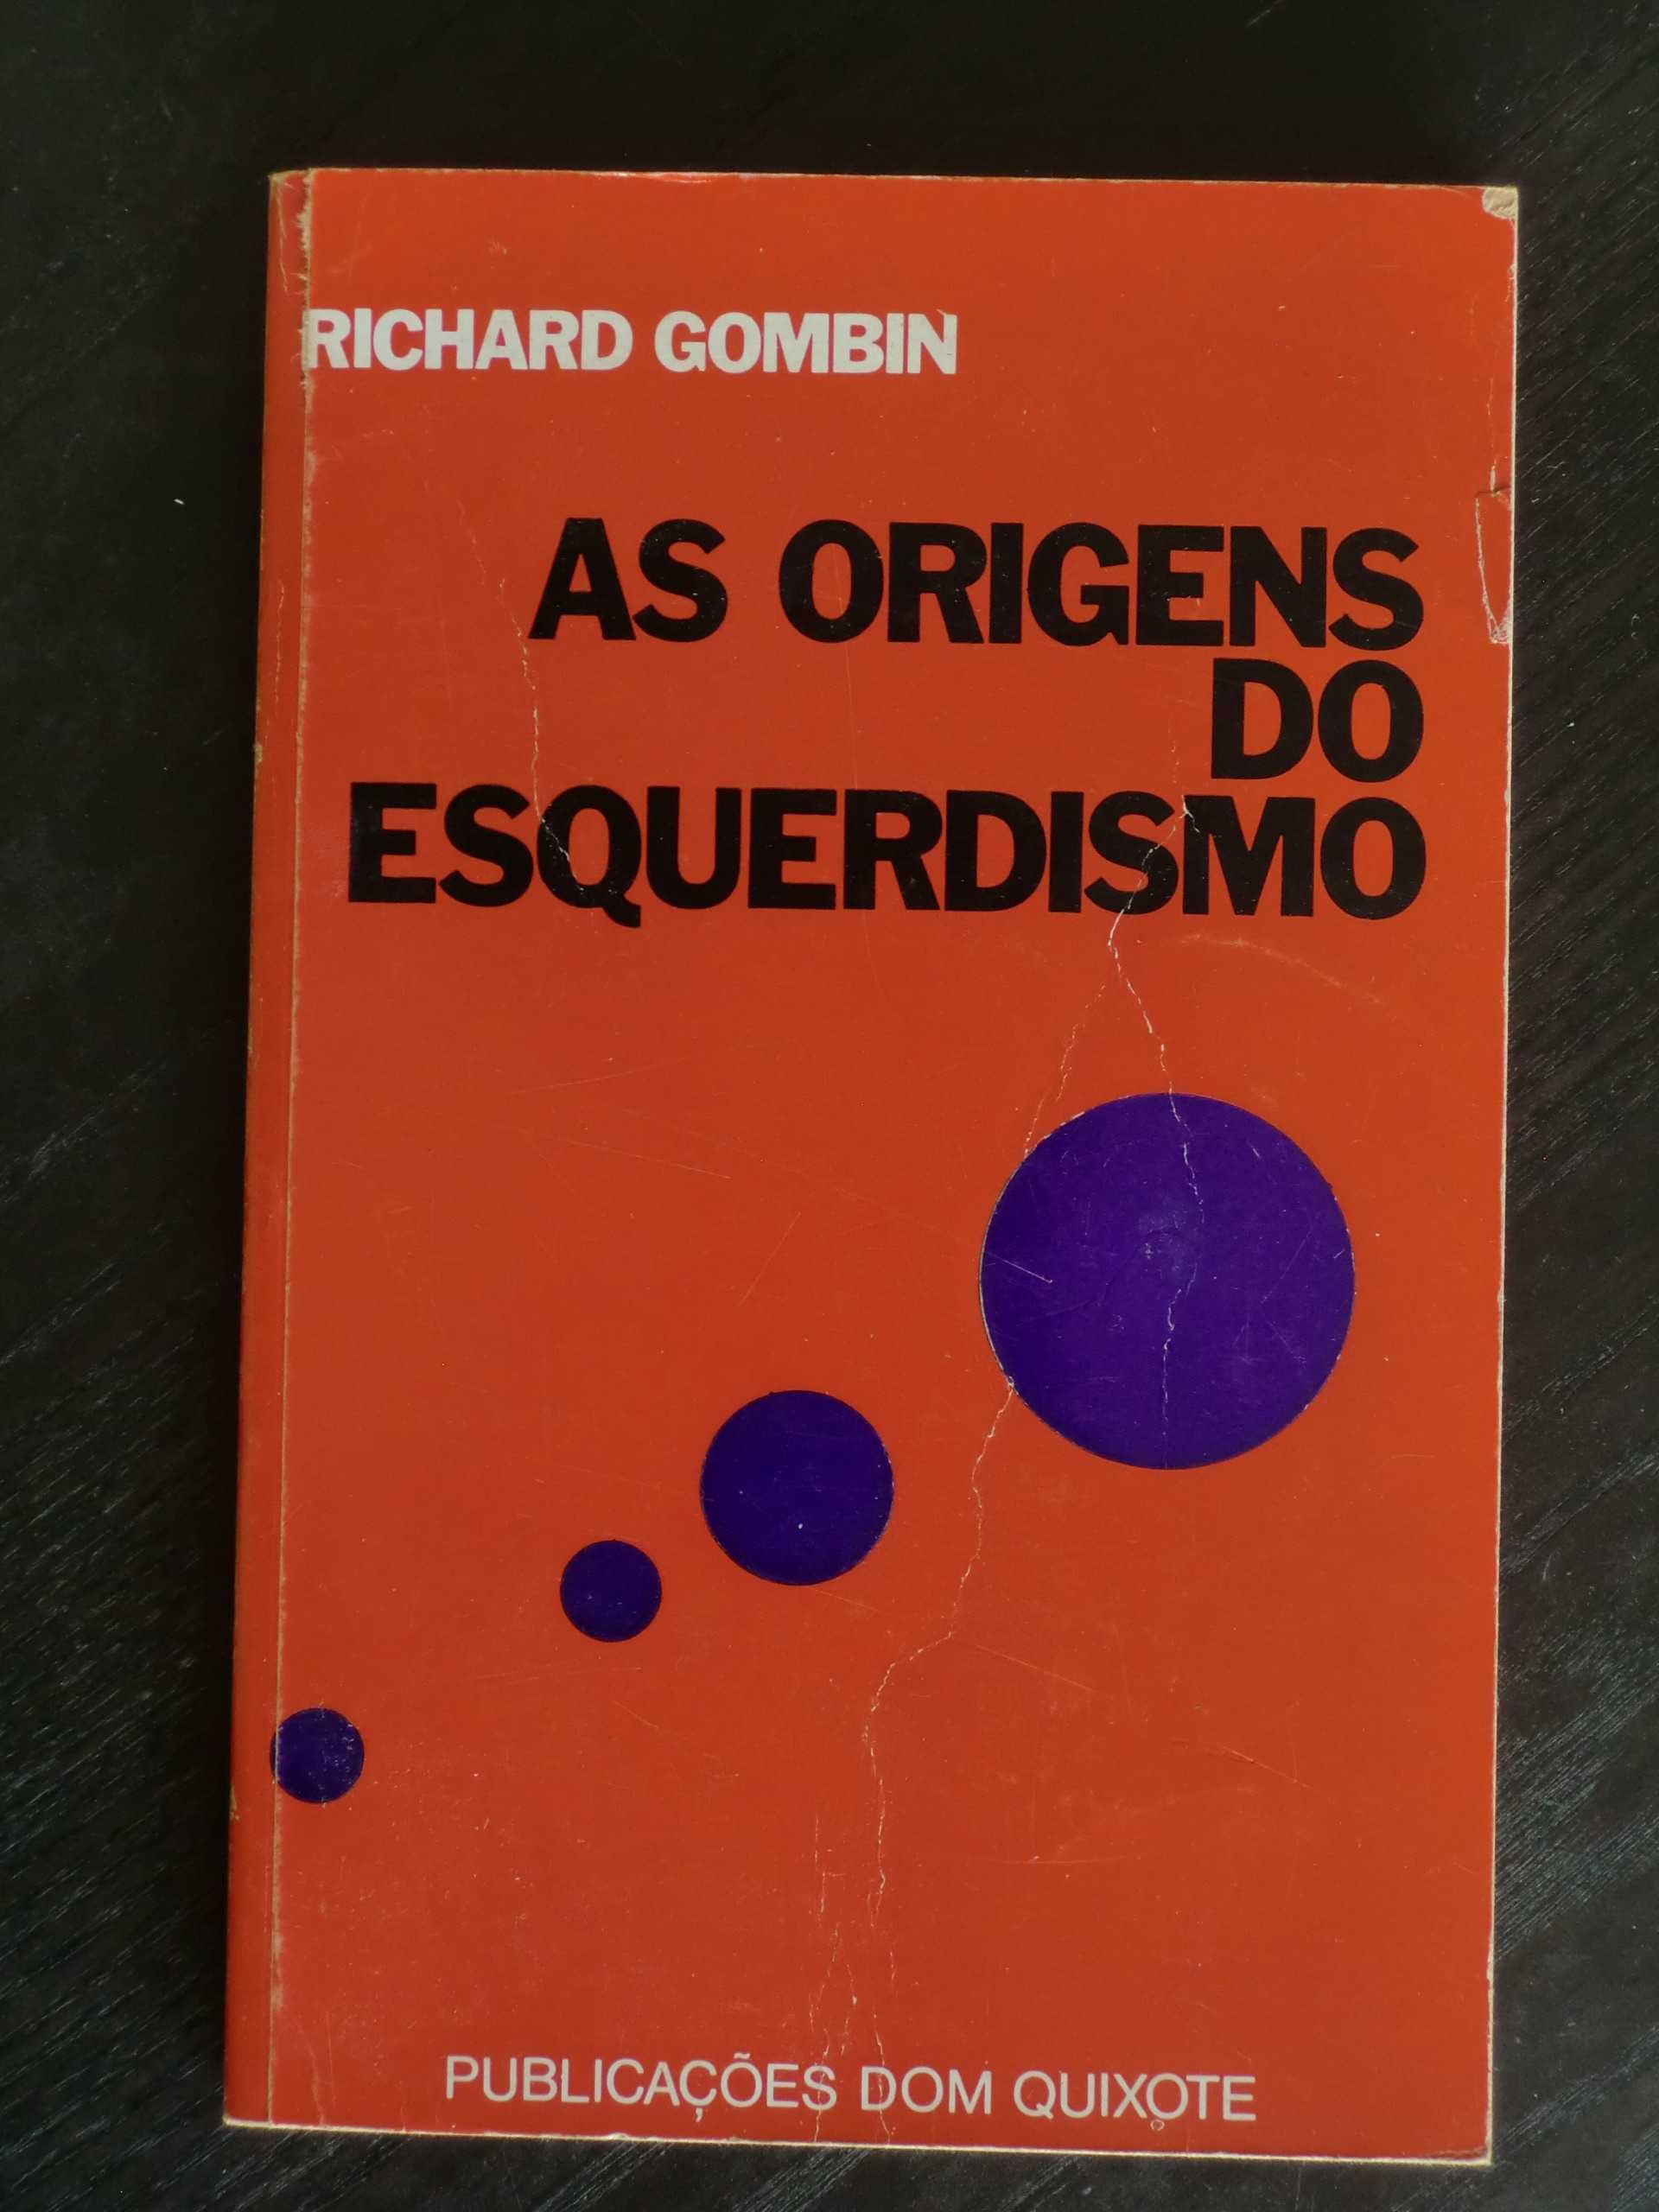 RICHARD GOMBIN
AS ORIGENS
DO
ESQUERDISMO
PUBLICAÇÕES DOM QUIXOTE